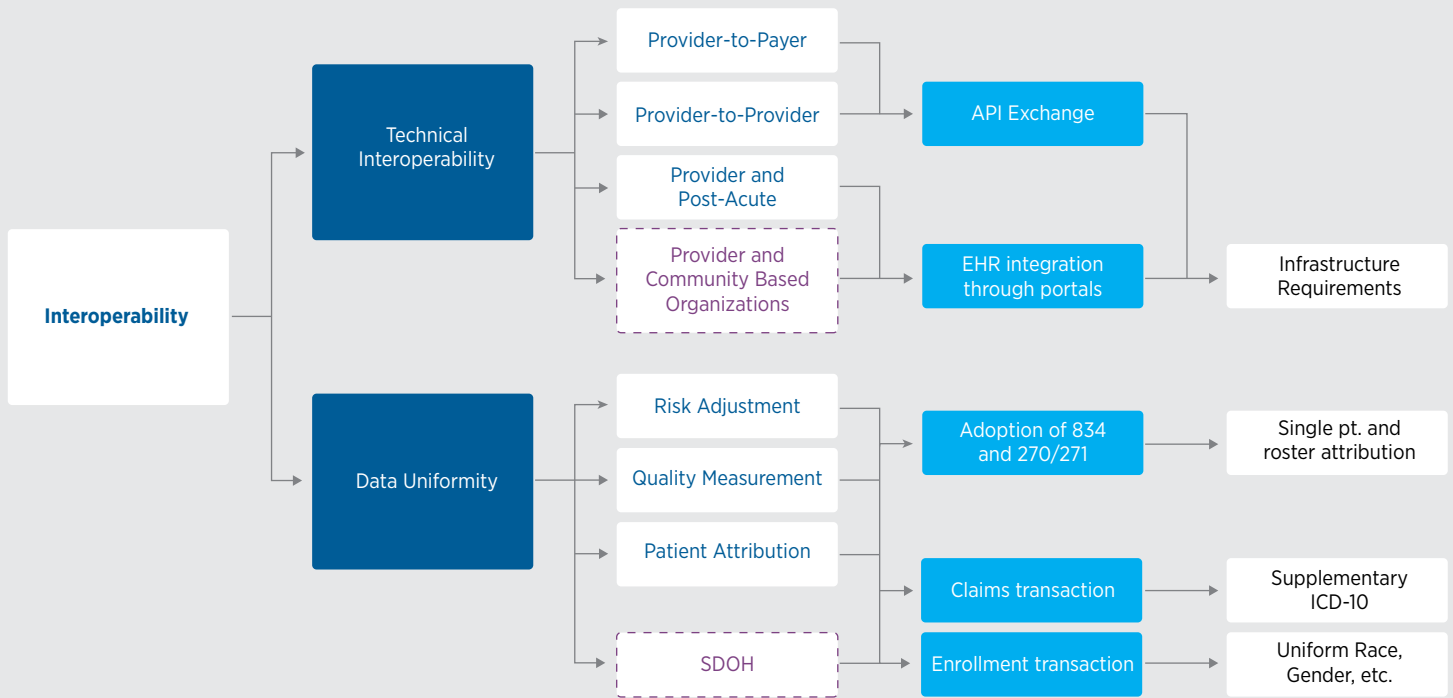 Interoperability
Technical
Interoperability
Data Uniformity
Provider-to-Payer
Provider-to-Provider
Provider and
Post-Acute
Provider and
Community Based
Organizations
Risk Adjustment
Quality Measurement
Patient Attribution
SDOH
API Exchange
EHR integration
through portals
Adoption of 834
and 270/271
Claims transaction
Enrollment transaction
Infrastructure
Requirements
Single pt. and
roster attribution
Supplementary
ICD-10
Uniform Race,
Gender, etc.